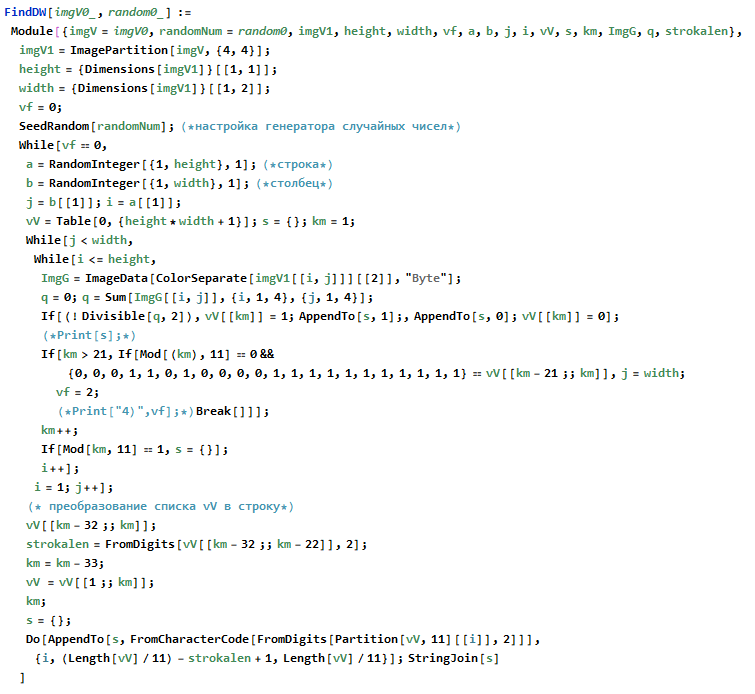 FindDW[imgV0_, random0_] :=
Module[{imgV = imgV0, randomNum = random0, imgV1, height, width, vf, a, b, j, i, vV, s, km, ImgG, q, strokalen},
imgV1 = ImagePartition[imgV, {4, 4}];
height = {Dimensions[imgV1]}[[1, 1]];
width = {Dimensions[imgV1]}[[1, 2]];
vf = 0;
SeedRandom[randomNum]; (*настройка генератора случайных чисел*)
While[vf == 0,
a = RandomInteger[{1, height}, 1]; (*строка*)
b = RandomInteger[{1, width}, 1]; (*столбец*)
j = b[[1]]; i = a[[1]];
vV = Table[0, {height * width + 1}]; s = {}; km = 1;
While[j < width,
While[i <= height,
ImgG = ImageData[ColorSeparate[imgV1[[i, j]]][[2]], "Byte"];
q = 0; q = Sum[ImgG[[i, j]], {i, 1, 4}, {j, 1, 4}];
If[(! Divisible[q, 2]), vV[[km]] = 1; AppendTo[s, 1];, AppendTo[s, 0]; vV[[km]] = 0];
(*Print[s];*)
If[km > 21, If[Mod[(km), 11] == 0 &&
{0, 0, 0, 1, 1, 0, 1, 0, 0, 0, 0, 1, 1, 1, 1, 1, 1, 1, 1, 1, 1, 1} == vV[[km - 21 ;; km]], j = width;
vf = 2;
(*Print["4)",vf];*) Break[]]];
km++;
If[Mod[km, 11] == 1, s = {}];
i++];
i = 1; j++];
(* преобразование списка vV в строку*)
vV[[km - 32 ;; km]];
strokalen = FromDigits[vV[[km - 32 ;; km - 22]], 2];
km = km - 33;
vV = vV[[1 ;; km]];
km;
s = {};
Do[AppendTo[s, FromCharacterCode[FromDigits[Partition[vV, 11][[i]], 2]]],
{i, (Length[vV] / 11) - strokalen + 1, Length[vV] / 11}]; StringJoin[s]
]